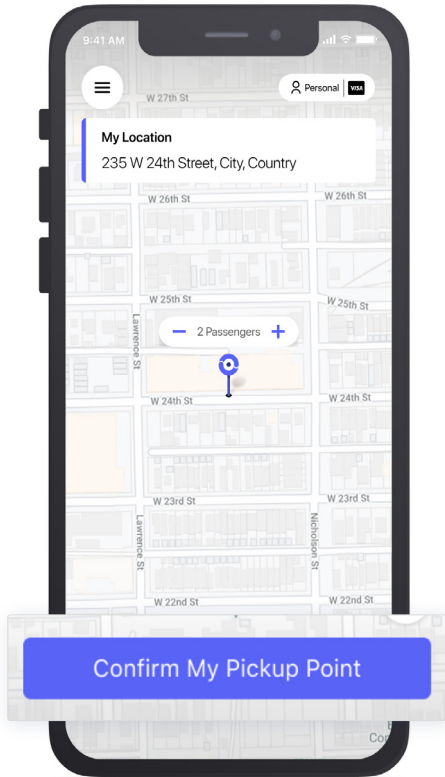 9:41 AM
Personal VISA
W 27th St
My Location
235 W 24th Street, City, Country
W 26th St
W 26th St
W 25th St
W 25th St
Lawrence St
2 Passengers
W 24th St
W 24th St
W 23rd St
W 23rd St
Lawrence St
Nicholson St
W 22nd St
W 22nd St
Confirm My Pickup Point